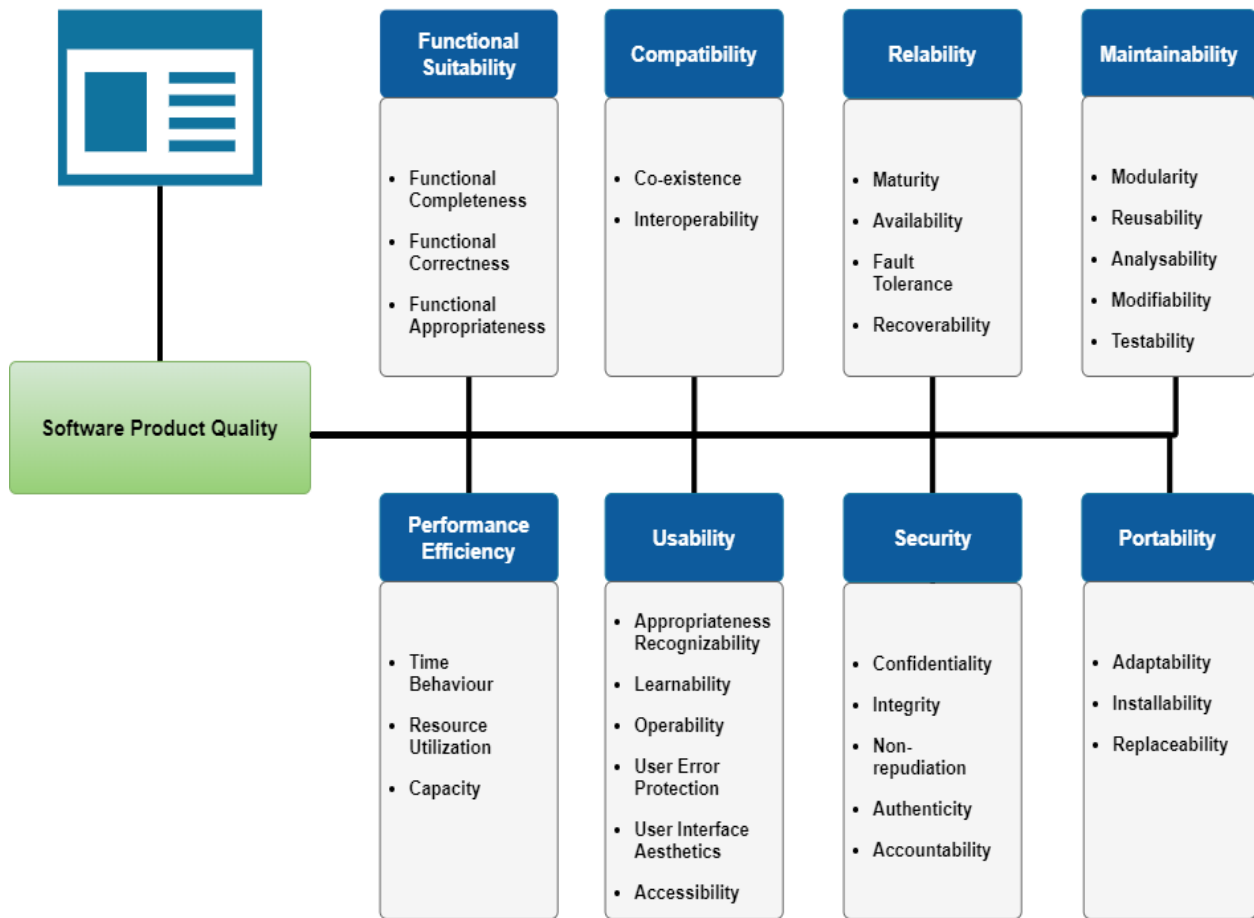 Functional
Suitability
Compatibility
Relability
Maintainability
• Functional
Completeness
• Functional
Correctness
• Functional
Appropriateness
• Co-existence
• Interoperability
• Maturity
• Availability
• Fault
Tolerance
• Recoverability
• Modularity
• Reusability
• Analysability
• Modifiability
• Testability
Software Product Quality
Performance
Efficiency
Usability
Security
Portability
• Time
Behaviour
• Resource
Utilization
• Capacity
• Appropriateness
Recognizability
• Learnability
• Operability
• User Error
Protection
• User Interface
Aesthetics
• Accessibility
• Confidentiality
• Integrity
• Non-
repudiation
• Authenticity
• Accountability
• Adaptability
• Installability
• Replaceability